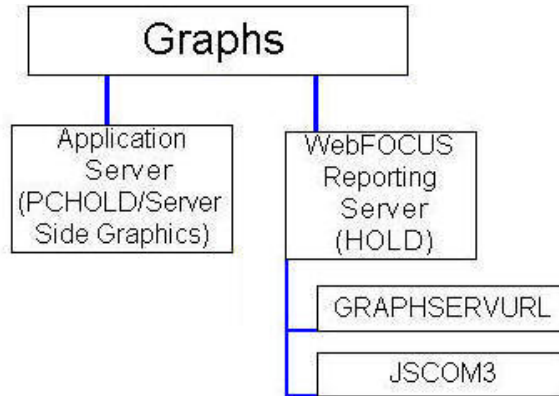 Graphs
Application
Server
(PCHOLD/Server
Side Graphics)
WebFOCUS
Reporting
Server
(HOLD)
GRAPHSERVURL
JSCOM3